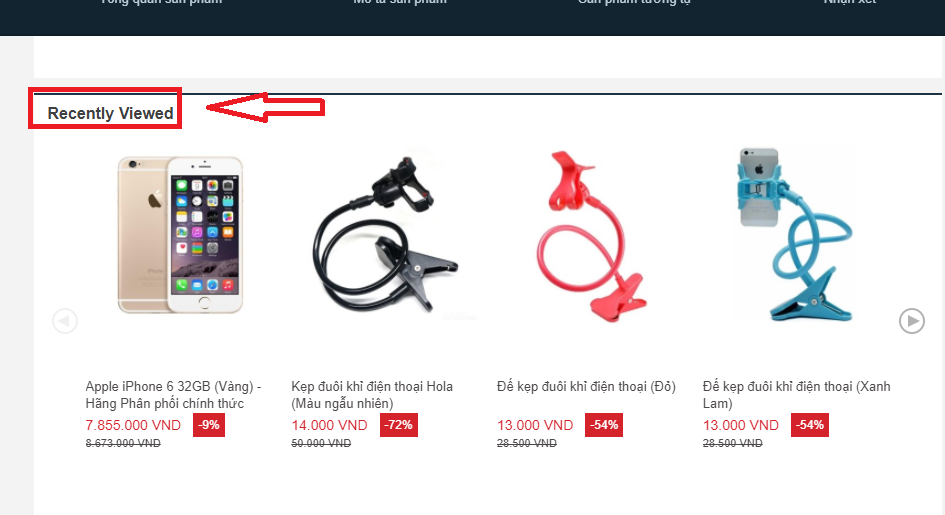 Tổng quan sản phẩm Mô tả sản phẩm Sản phẩm tương tự Nhận xét
Recently Viewed
Apple iPhone 6 32GB (Vàng) -
Hãng Phân phối chính thức
7.855.000 VND -9%
8.673.000 VND
Kẹp đuôi khỉ điện thoại Hola
(Màu ngẫu nhiên)
14.000 VND -72%
50.000 VND
Đế kẹp đuôi khỉ điện thoại (Đỏ)
13.000 VND -54%
28.500 VND
Đế kẹp đuôi khỉ điện thoại (Xanh
Lam)
13.000 VND -54%
28.500 VND